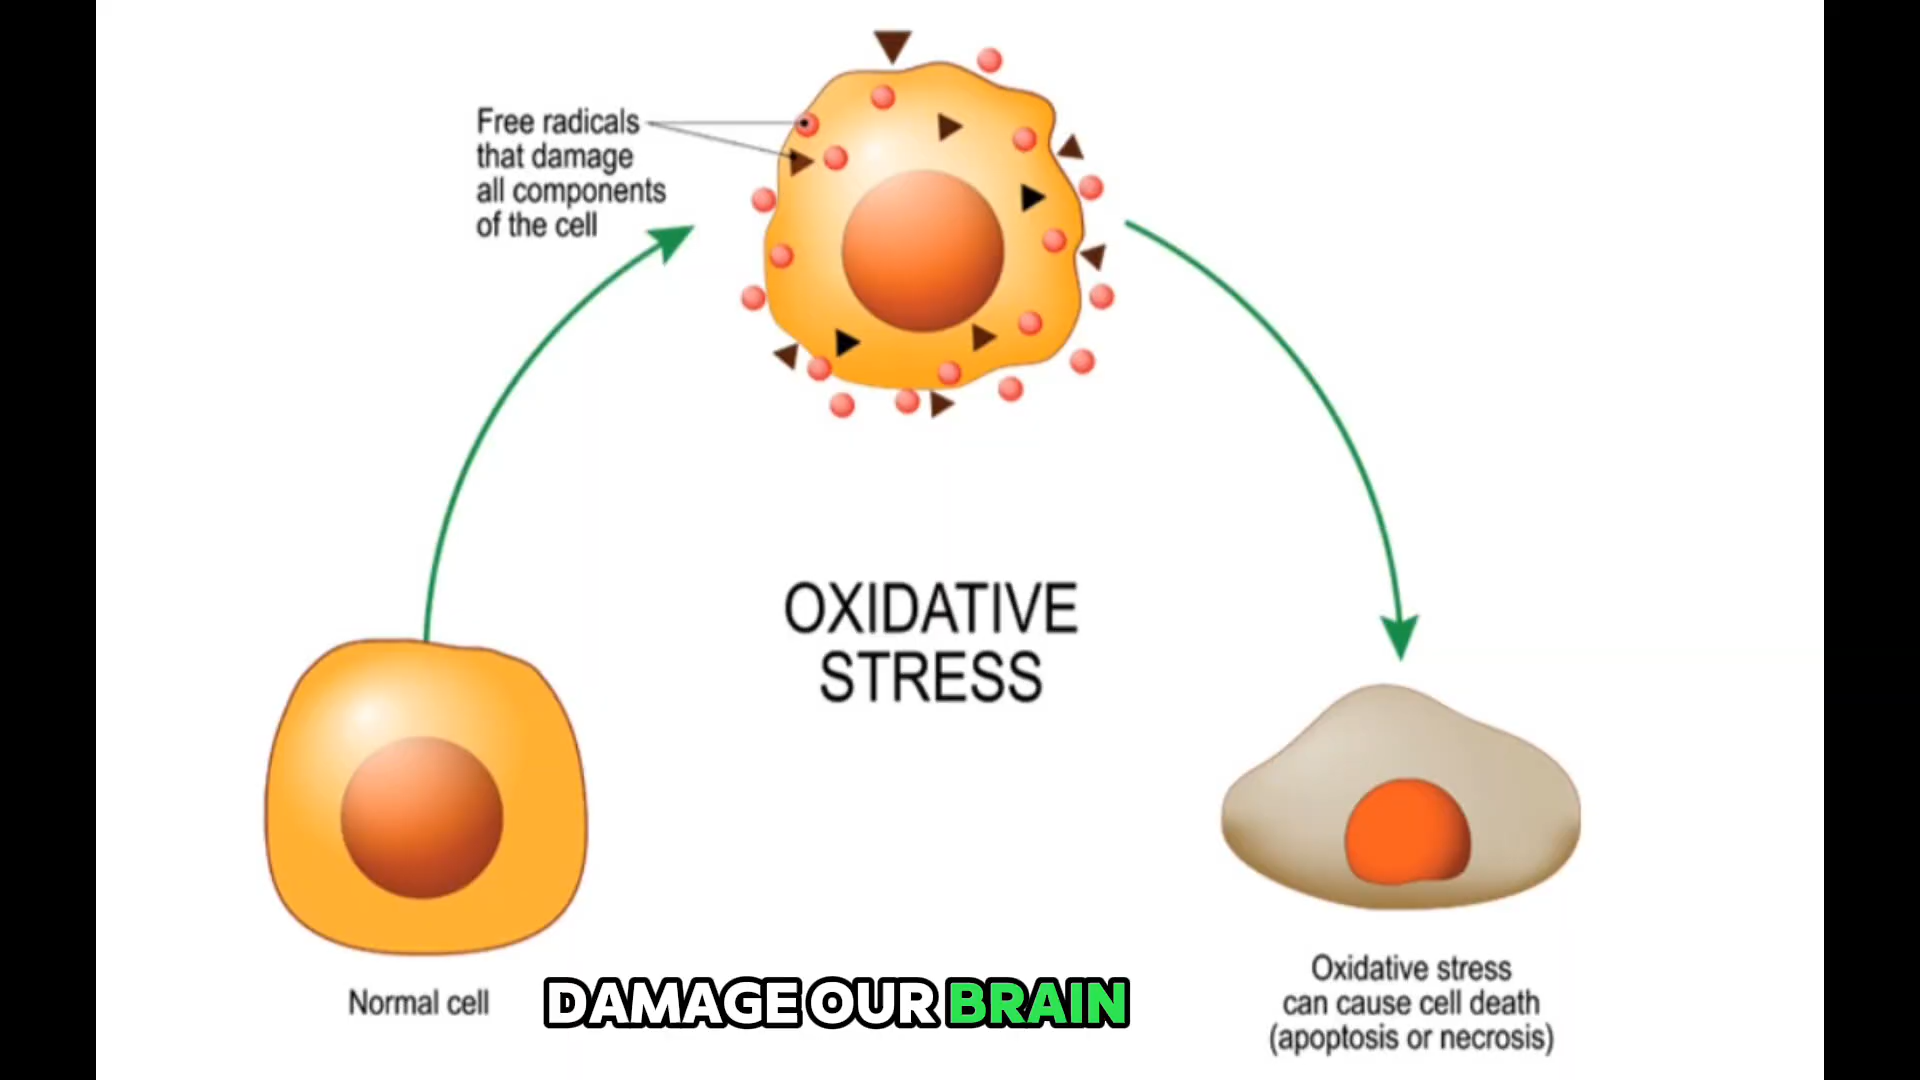 Free radicals
that damage
all components
of the cell
OXIDATIVE
STRESS
Normal cell
Oxidative stress
can cause cell death
(apoptosis or necrosis)
DAMAGE OUR BRAIN